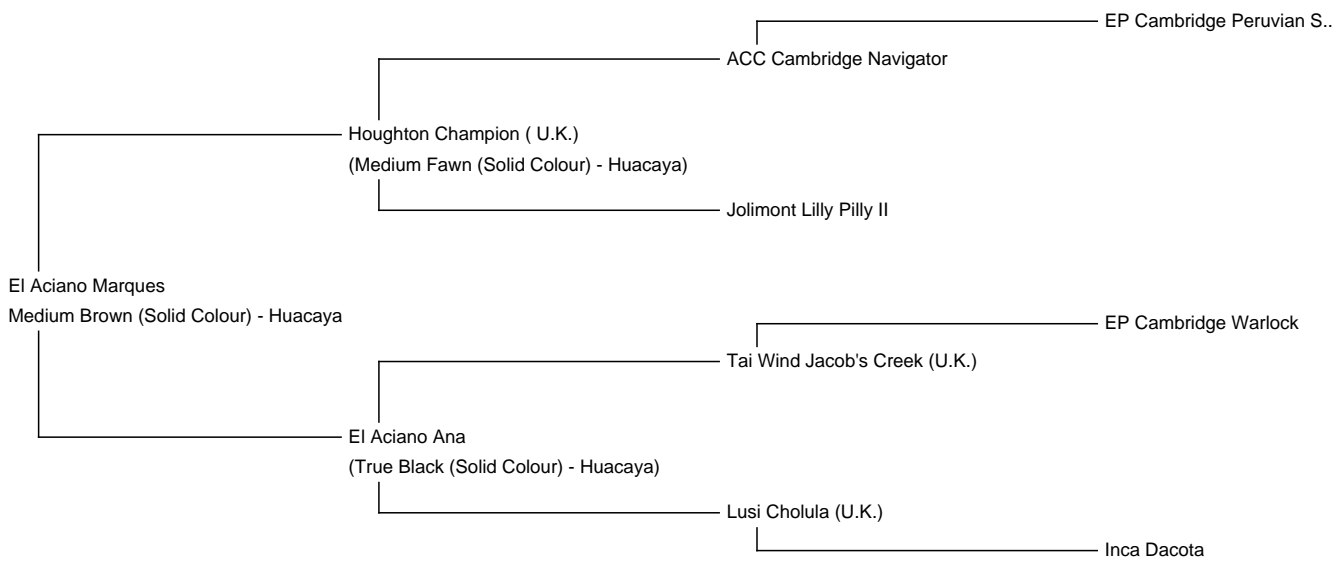 EP Cambridge Peruvian S..
ACC Cambridge Navigator
Houghton Champion ( U.K.)
(Medium Fawn (Solid Colour) - Huacaya)
Jolimont Lilly Pilly II
El Aciano Marques
Medium Brown (Solid Colour) - Huacaya
EP Cambridge Warlock
Tai Wind Jacob's Creek (U.K.)
El Aciano Ana
(True Black (Solid Colour) - Huacaya)
Lusi Cholula (U.K.)
Inca Dacota